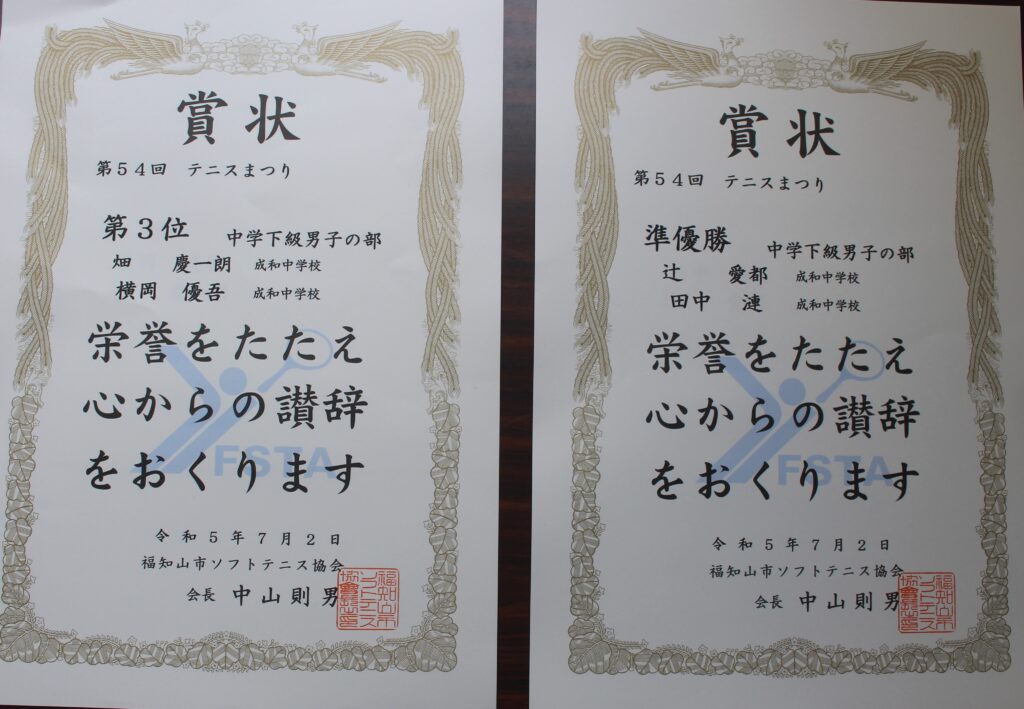 賞状
第５４回 テニスまつり
第３位 中学下級男子の部
畑 慶一朗 成和中学校
横岡 優吾 成和中学校
栄誉をたたえ
心からの讃辞
をおくります
FSTA
令和５年７月２日
福知山市ソフトテニス協会
会長 中山則男
賞状
第５４回 テニスまつり
準優勝 中学下級男子の部
辻 愛都 成和中学校
田中 漣 成和中学校
栄誉をたたえ
心からの讃辞
をおくります
FSTA
令和５年７月２日
福知山市ソフトテニス協会
会長 中山則男